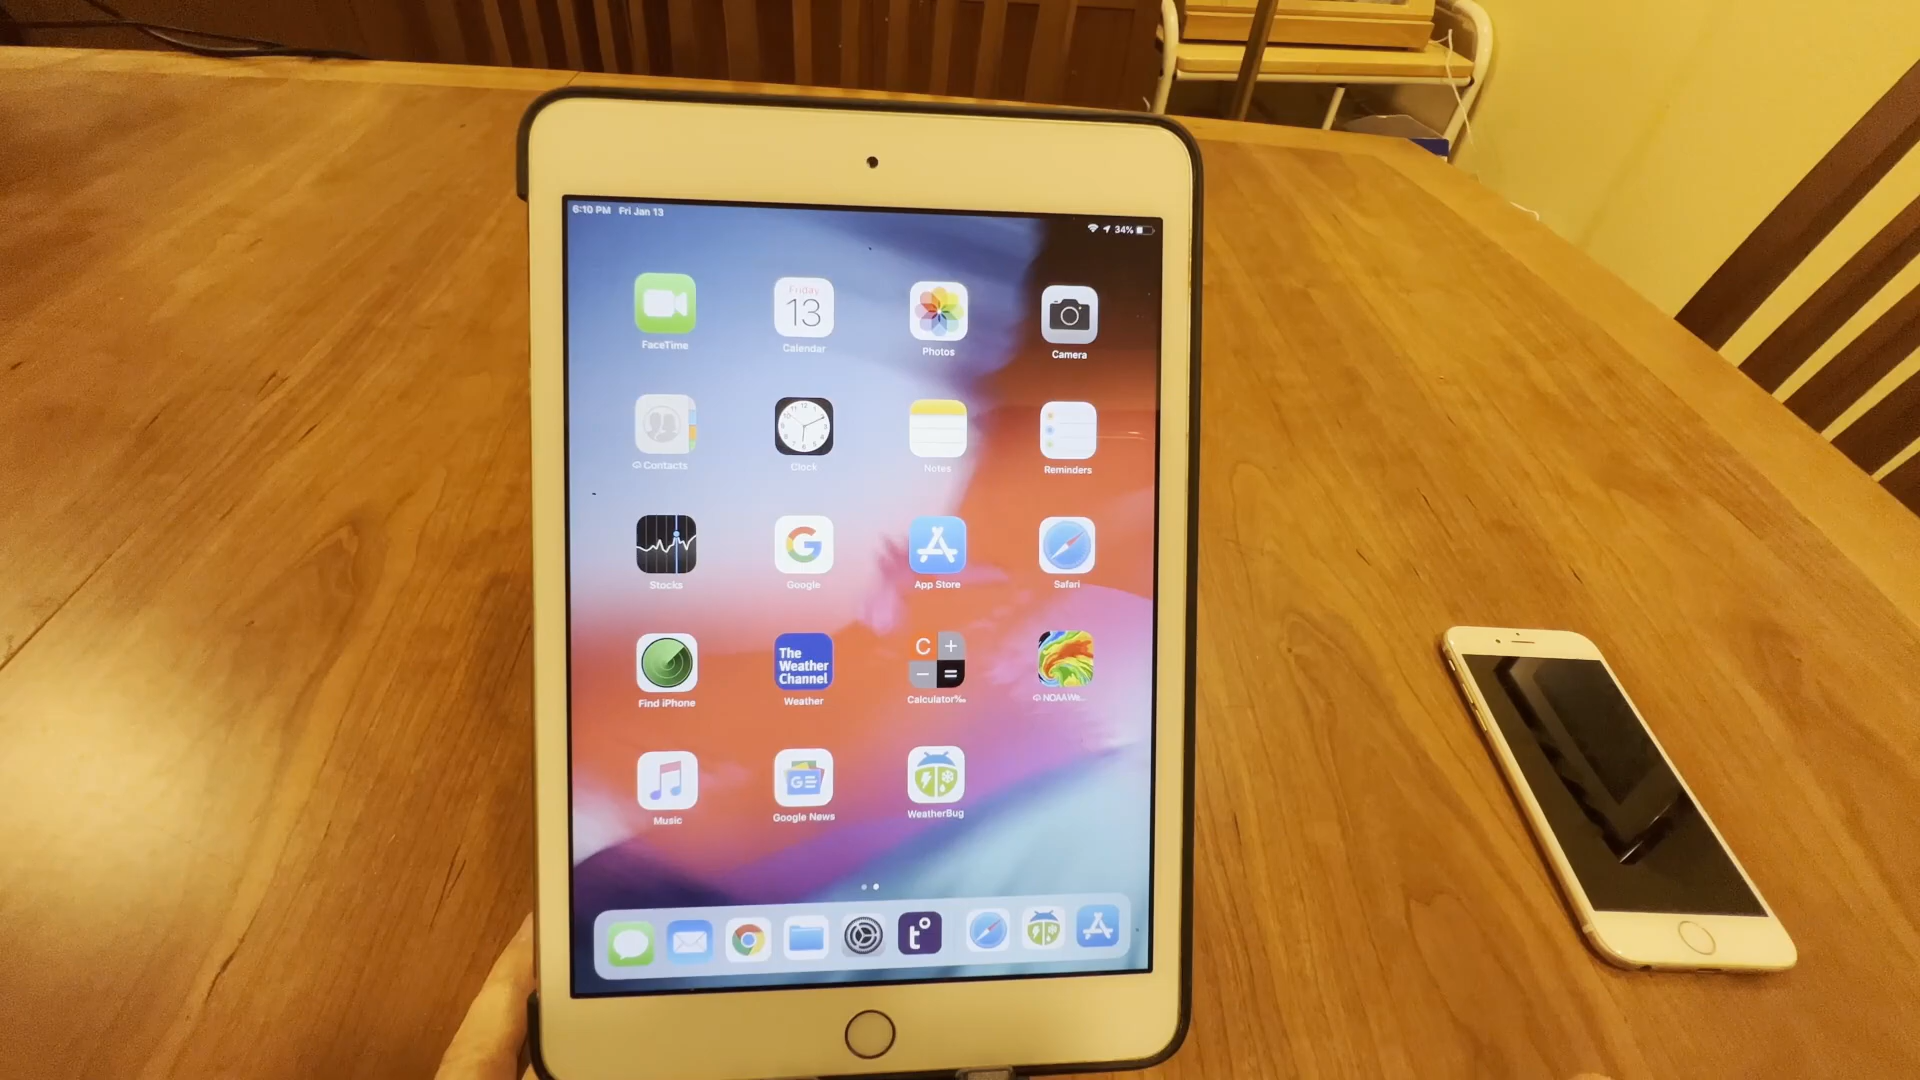 6:10 PM Fri Jan 13
34%
Friday
13
FaceTime
Calendar
Photos
Camera
Contacts
Clock
Notes
Reminders
Stocks
Google
App Store
Safari
The
Weather
Channel
C + − =
Find iPhone
Weather
Calculator‰
NOAA We...
Music
Google News
WeatherBug